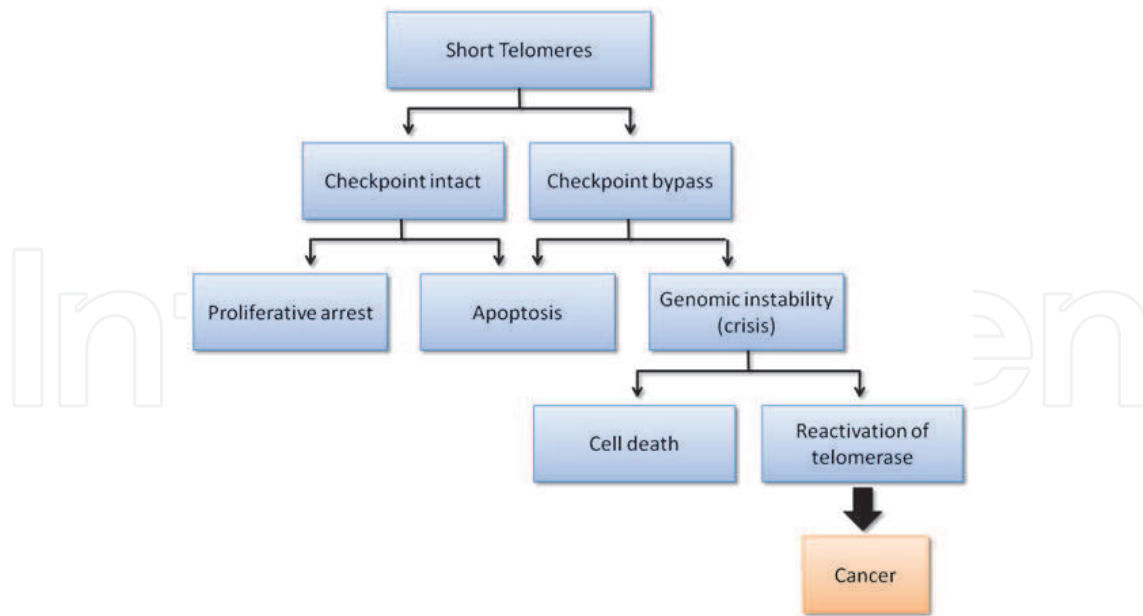 Short Telomeres
Checkpoint intact
Checkpoint bypass
Proliferative arrest
Apoptosis
Genomic instability
(crisis)
Cell death
Reactivation of
telomerase
Cancer